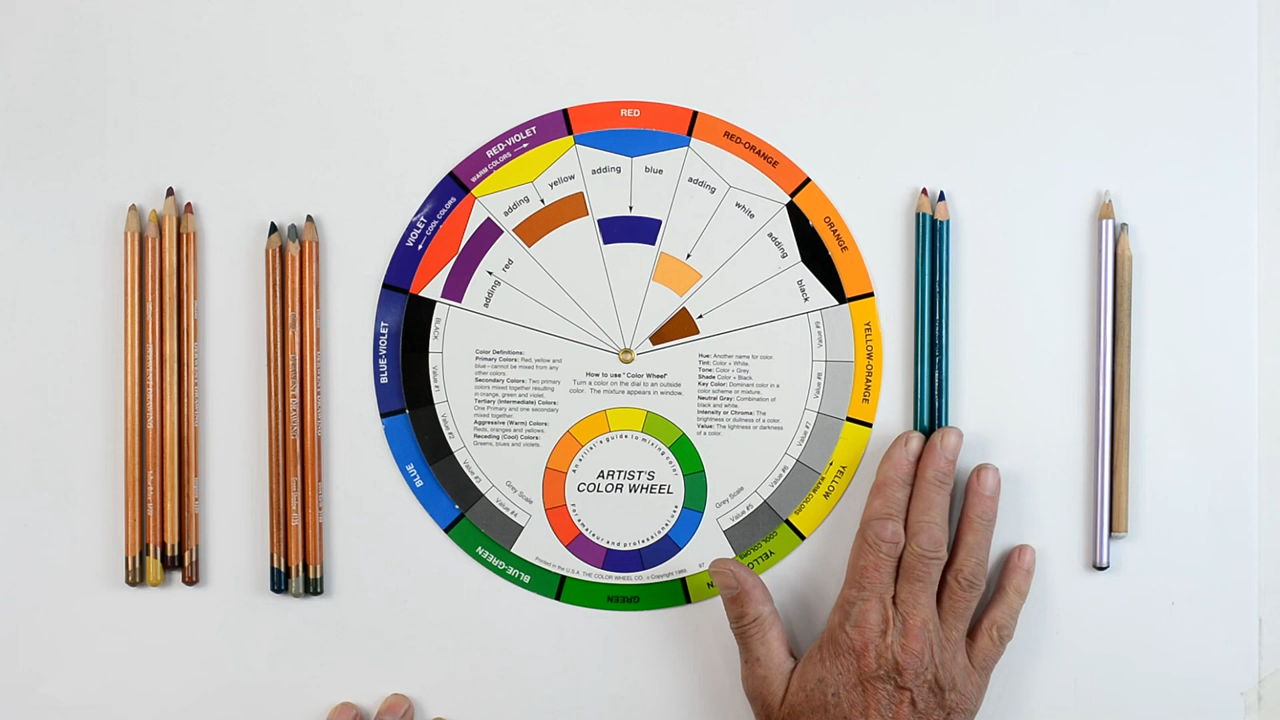 RED
RED-VIOLET
WARM COLORS
RED-ORANGE
VIOLET
COOL COLORS
ORANGE
adding yellow
adding blue
adding white
adding red
adding black
BLUE-VIOLET
BLACK
Value #1
Value #2
Value #3
Value #4
Grey Scale
YELLOW-ORANGE
Value #9
Value #8
Value #7
Value #6
Value #5
Grey Scale
Color Definitions:
Primary Colors: Red, yellow and
blue - cannot be mixed from any
other colors.
Secondary Colors: Two primary
colors mixed together resulting
in orange, green and violet.
Tertiary (Intermediate) Colors:
One Primary and one secondary
mixed together.
Aggressive (Warm) Colors:
Reds, oranges and yellows.
Receding (Cool) Colors:
Greens, blues and violets.
How to use "Color Wheel"
Turn a color on the dial to an outside
color. The mixture appears in window.
Hue: Another name for color.
Tint: Color + White.
Tone: Color + Grey
Shade Color + Black.
Key Color: Dominant color in a
color scheme or mixture.
Neutral Gray: Combination of
black and white.
Intensity or Chroma: The
brightness or dullness of a color.
Value: The lightness or darkness
of a color.
An artist's guide to mixing color
ARTIST'S
COLOR WHEEL
For amateur and professional use
BLUE
YELLOW
WARM COLORS
COOL COLORS
BLUE-GREEN
GREEN
Printed in the U.S.A. THE COLOR WHEEL CO. © Copyright 1989.